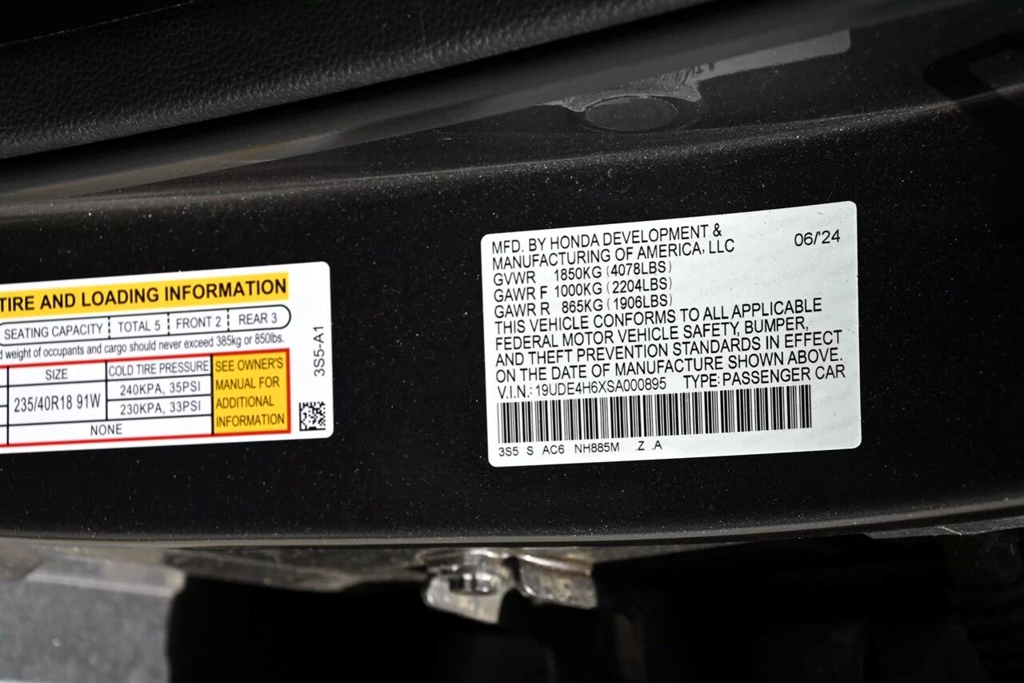 TIRE AND LOADING INFORMATION
SEATING CAPACITY TOTAL 5 FRONT 2 REAR 3
weight of occupants and cargo should never exceed 385kg or 850lbs.
SIZE COLD TIRE PRESSURE SEE OWNER'S
MANUAL FOR
ADDITIONAL
INFORMATION
235/40R18 91W 240KPA, 35PSI
230KPA, 33PSI
NONE
3S5-A1
MFD. BY HONDA DEVELOPMENT & 06/'24
MANUFACTURING OF AMERICA, LLC
GVWR 1850KG (4078LBS)
GAWR F 1000KG (2204LBS)
GAWR R 865KG (1906LBS)
THIS VEHICLE CONFORMS TO ALL APPLICABLE
FEDERAL MOTOR VEHICLE SAFETY, BUMPER,
AND THEFT PREVENTION STANDARDS IN EFFECT
ON THE DATE OF MANUFACTURE SHOWN ABOVE.
V.I.N.: 19UDE4H6XSA000895 TYPE: PASSENGER CAR
3S5 S AC6 NH885M .Z .A